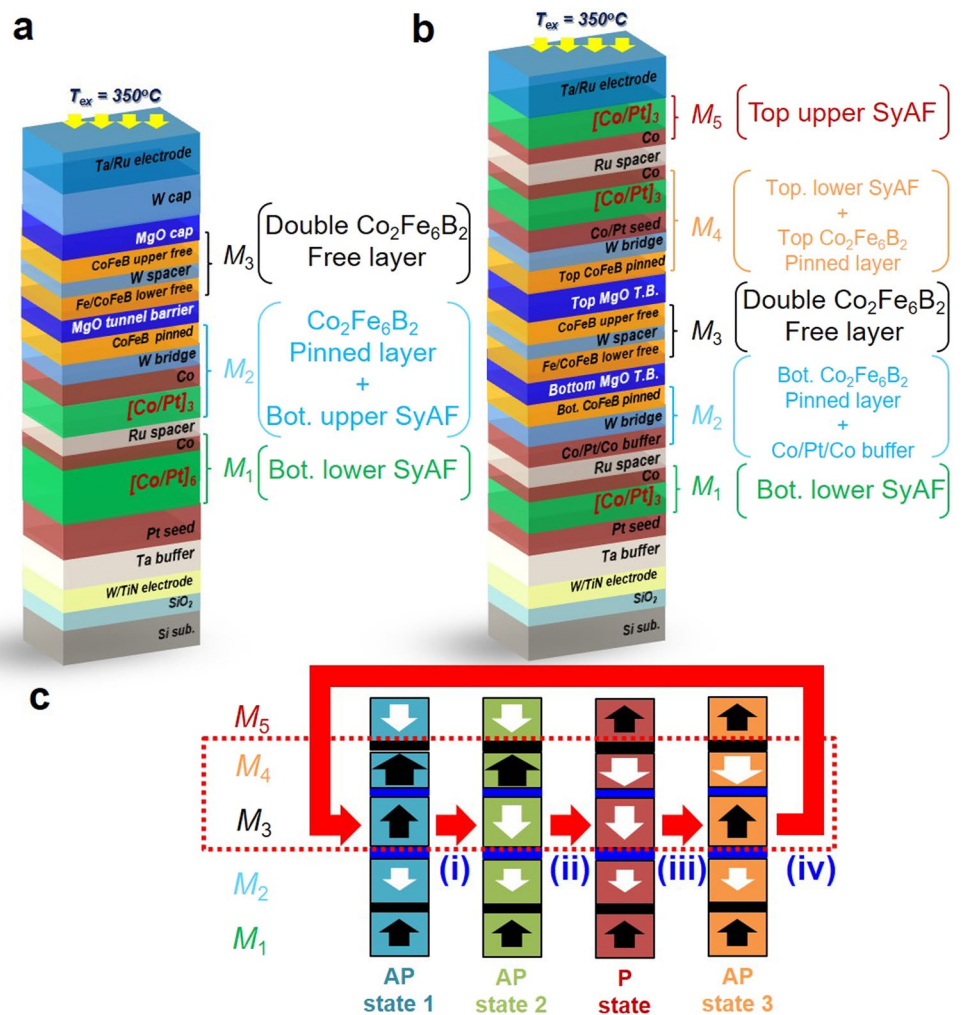 a
T_ex = 350°C
Ta/Ru electrode
W cap
MgO cap
CoFeB upper free
W spacer
Fe/CoFeB lower free
MgO tunnel barrier
CoFeB pinned
W bridge
Co
[Co/Pt]₃
Ru spacer
Co
[Co/Pt]₆
Pt seed
Ta buffer
W/TiN electrode
SiO₂
Si sub.
M₃
Double Co₂Fe₆B₂
Free layer
M₂
Co₂Fe₆B₂
Pinned layer
+
Bot. upper SyAF
M₁
Bot. lower SyAF
b
T_ex = 350°C
Ta/Ru electrode
[Co/Pt]₃
Co
Ru spacer
Co
[Co/Pt]₃
Co/Pt seed
W bridge
Top CoFeB pinned
Top MgO T.B.
CoFeB upper free
W spacer
Fe/CoFeB lower free
Bottom MgO T.B.
Bot. CoFeB pinned
W bridge
Co/Pt/Co buffer
Ru spacer
Co
[Co/Pt]₃
Pt seed
Ta buffer
W/TiN electrode
SiO₂
Si sub.
M₅
Top upper SyAF
M₄
Top. lower SyAF
+
Top Co₂Fe₆B₂
Pinned layer
M₃
Double Co₂Fe₆B₂
Free layer
M₂
Bot. Co₂Fe₆B₂
Pinned layer
+
Co/Pt/Co buffer
M₁
Bot. lower SyAF
c
M₅
M₄
M₃
M₂
M₁
(i)
(ii)
(iii)
(iv)
AP
state 1
AP
state 2
P
state
AP
state 3